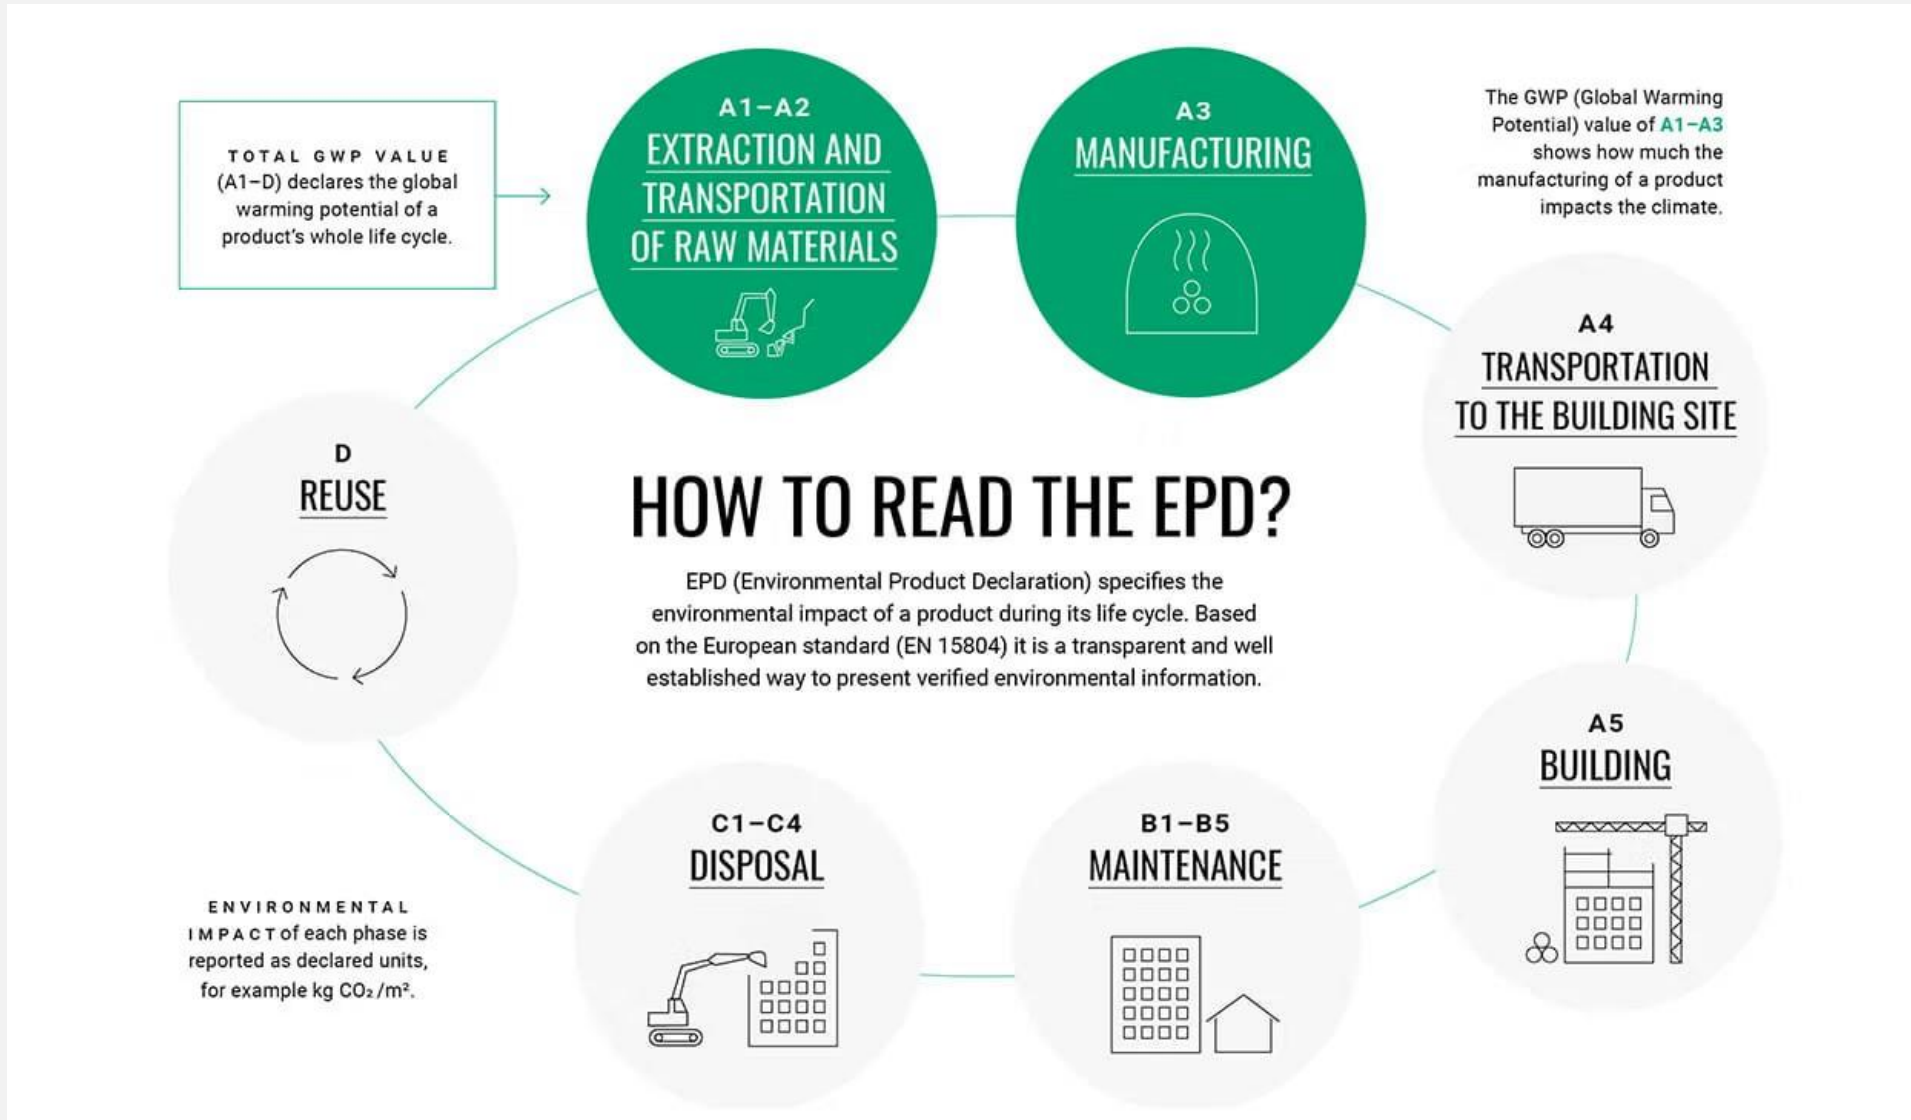 TOTAL GWP VALUE
(A1–D) declares the global
warming potential of a
product's whole life cycle.
A1–A2
EXTRACTION AND
TRANSPORTATION
OF RAW MATERIALS
A3
MANUFACTURING
The GWP (Global Warming
Potential) value of A1–A3
shows how much the
manufacturing of a product
impacts the climate.
A4
TRANSPORTATION
TO THE BUILDING SITE
D
REUSE
HOW TO READ THE EPD?
EPD (Environmental Product Declaration) specifies the
environmental impact of a product during its life cycle. Based
on the European standard (EN 15804) it is a transparent and well
established way to present verified environmental information.
A5
BUILDING
C1–C4
DISPOSAL
B1–B5
MAINTENANCE
ENVIRONMENTAL
IMPACT of each phase is
reported as declared units,
for example kg CO₂/m².